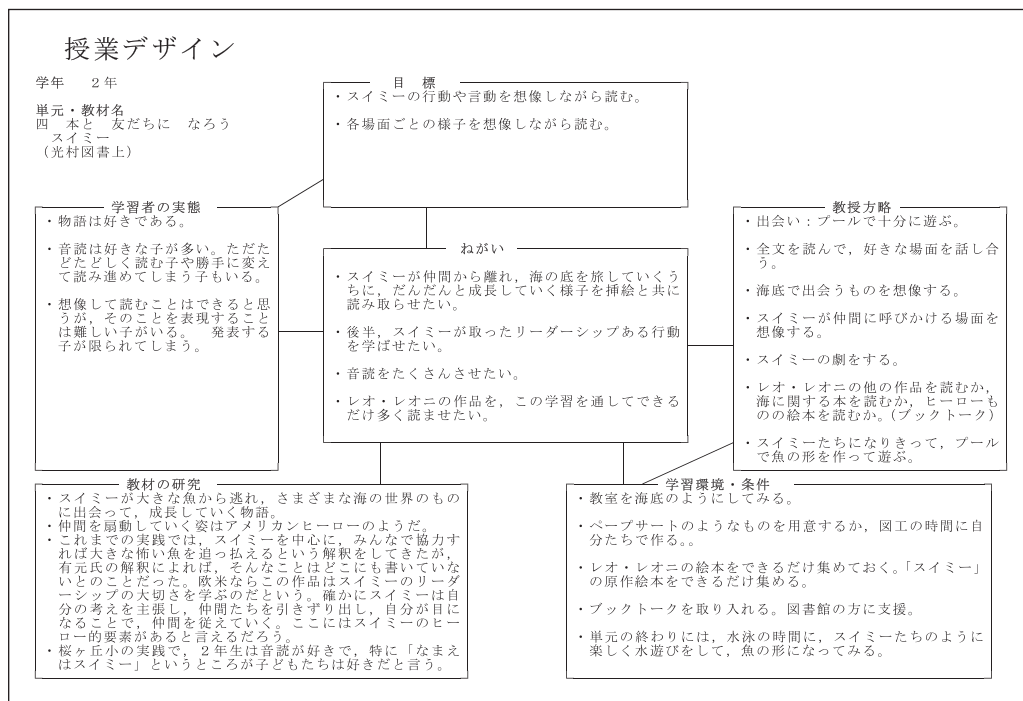 授業デザイン
学年　　２年
単元・教材名
四　本と　友だちに　なろう
スイミー
（光村図書上）
目　標
・スイミーの行動や言動を想像しながら読む。
・各場面ごとの様子を想像しながら読む。
学習者の実態
・物語は好きである。
・音読は好きな子が多い。ただた
どたどしく読む子や勝手に変え
て読み進めてしまう子もいる。
・想像して読むことはできると思
うが，そのことを表現すること
は難しい子がいる。　発表する
子が限られてしまう。
ねがい
・スイミーが仲間から離れ，海の底を旅していくう
ちに，だんだんと成長していく様子を挿絵と共に
読み取らせたい。
・後半，スイミーが取ったリーダーシップある行動
を学ばせたい。
・音読をたくさんさせたい。
・レオ・レオニの作品を，この学習を通してできる
だけ多く読ませたい。
教授方略
・出会い：プールで十分に遊ぶ。
・全文を読んで，好きな場面を話し合
う。
・海底で出会うものを想像する。
・スイミーが仲間に呼びかける場面を
想像する。
・スイミーの劇をする。
・レオ・レオニの他の作品を読むか，
海に関する本を読むか，ヒーローも
のの絵本を読むか。（ブックトーク）
・スイミーたちになりきって，プール
で魚の形を作って遊ぶ。
教材の研究
・スイミーが大きな魚から逃れ，さまざまな海の世界のもの
に出会って，成長していく物語。
・仲間を扇動していく姿はアメリカンヒーローのようだ。
・これまでの実践では，スイミーを中心に，みんなで協力す
れば大きな怖い魚を追っ払えるという解釈をしてきたが，
有元氏の解釈によれば，そんなことはどこにも書いていな
いとのことだった。欧米ならこの作品はスイミーのリーダ
ーシップの大切さを学ぶのだという。確かにスイミーは自
分の考えを主張し，仲間たちを引きずり出し，自分が目に
なることで，仲間を従えていく。ここにはスイミーのヒー
ロー的要素があると言えるだろう。
・桜ヶ丘小の実践で，２年生は音読が好きで，特に「なまえ
はスイミー」というところが子どもたちは好きだと言う。
学習環境・条件
・教室を海底のようにしてみる。
・ペープサートのようなものを用意するか，図工の時間に自
分たちで作る。。
・レオ・レオニの絵本をできるだけ集めておく。「スイミー」
の原作絵本をできるだけ集める。
・ブックトークを取り入れる。図書館の方に支援。
・単元の終わりには，水泳の時間に，スイミーたちのように
楽しく水遊びをして，魚の形になってみる。